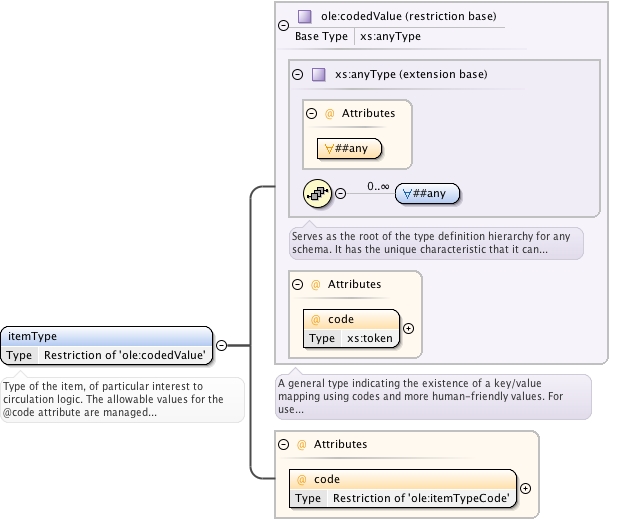 ole:codedValue (restriction base)
Base Type xs:anyType
xs:anyType (extension base)
@ Attributes
∀##any
0..∞ ∀##any
Serves as the root of the type definition hierarchy for any
schema. It has the unique characteristic that it can...
@ Attributes
@ code
Type xs:token
A general type indicating the existence of a key/value
mapping using codes and more human-friendly values. For
use...
itemType
Type Restriction of 'ole:codedValue'
Type of the item, of particular interest to
circulation logic. The allowable values for the
@code attribute are managed...
@ Attributes
@ code
Type Restriction of 'ole:itemTypeCode'